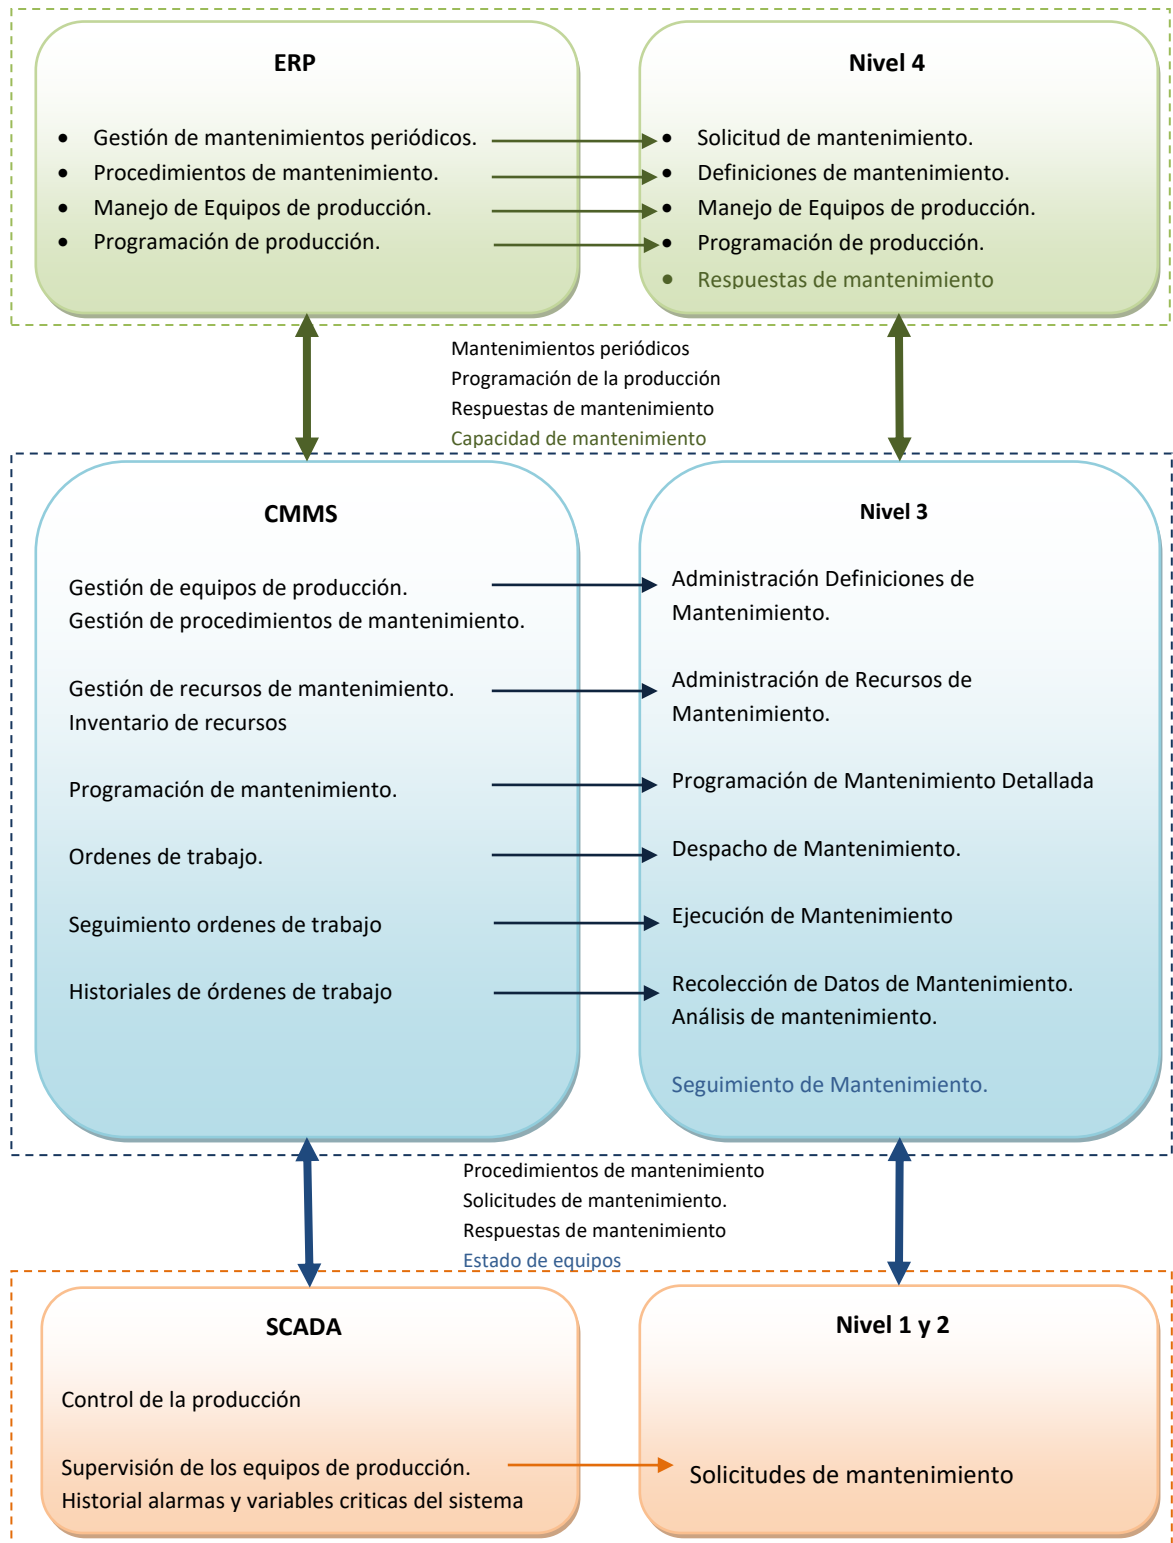 ERP
• Gestión de mantenimientos periódicos.
• Procedimientos de mantenimiento.
• Manejo de Equipos de producción.
• Programación de producción.
Nivel 4
• Solicitud de mantenimiento.
• Definiciones de mantenimiento.
• Manejo de Equipos de producción.
• Programación de producción.
• Respuestas de mantenimiento
Mantenimientos periódicos
Programación de la producción
Respuestas de mantenimiento
Capacidad de mantenimiento
CMMS
Gestión de equipos de producción.
Gestión de procedimientos de mantenimiento.
Gestión de recursos de mantenimiento.
Inventario de recursos
Programación de mantenimiento.
Ordenes de trabajo.
Seguimiento ordenes de trabajo
Historiales de órdenes de trabajo
Nivel 3
Administración Definiciones de
Mantenimiento.
Administración de Recursos de
Mantenimiento.
Programación de Mantenimiento Detallada
Despacho de Mantenimiento.
Ejecución de Mantenimiento
Recolección de Datos de Mantenimiento.
Análisis de mantenimiento.
Seguimiento de Mantenimiento.
Procedimientos de mantenimiento
Solicitudes de mantenimiento.
Respuestas de mantenimiento
Estado de equipos
SCADA
Control de la producción
Supervisión de los equipos de producción.
Historial alarmas y variables criticas del sistema
Nivel 1 y 2
Solicitudes de mantenimiento